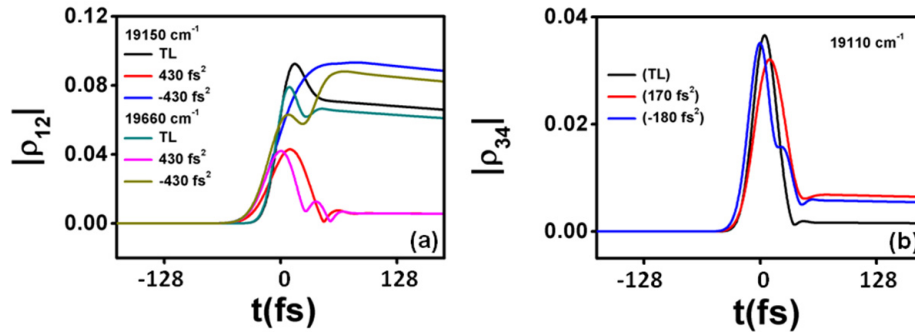 0.12
0.08
0.04
0.00
|ρ12|
19150 cm⁻¹
TL
430 fs²
-430 fs²
19660 cm⁻¹
TL
430 fs²
-430 fs²
(a)
-128 0 128
t(fs)
0.04
0.02
0.00
|ρ34|
19110 cm⁻¹
(TL)
(170 fs²)
(-180 fs²)
(b)
-128 0 128
t(fs)